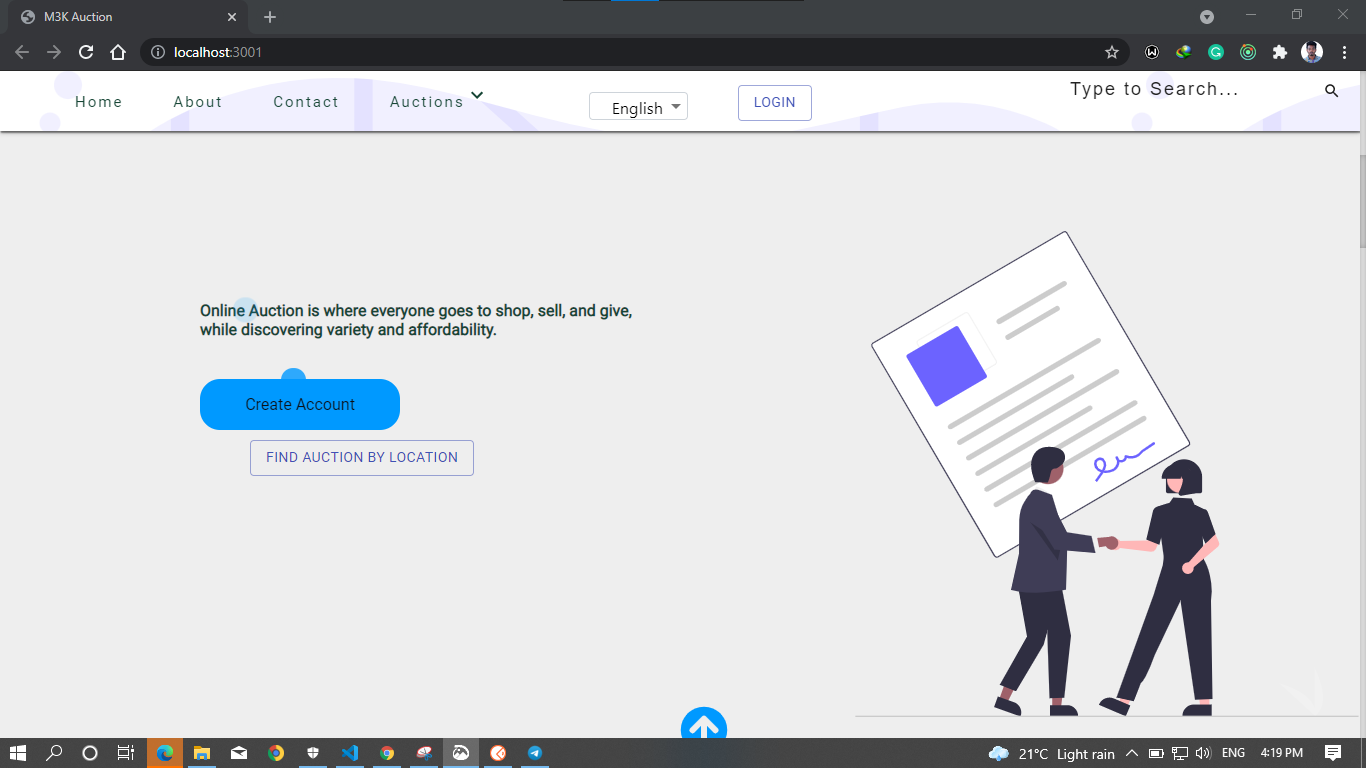 M3K Auction
localhost:3001
Home
About
Contact
Auctions
English
LOGIN
Type to Search...
Online Auction is where everyone goes to shop, sell, and give,
while discovering variety and affordability.
Create Account
FIND AUCTION BY LOCATION
21°C Light rain
ENG
4:19 PM